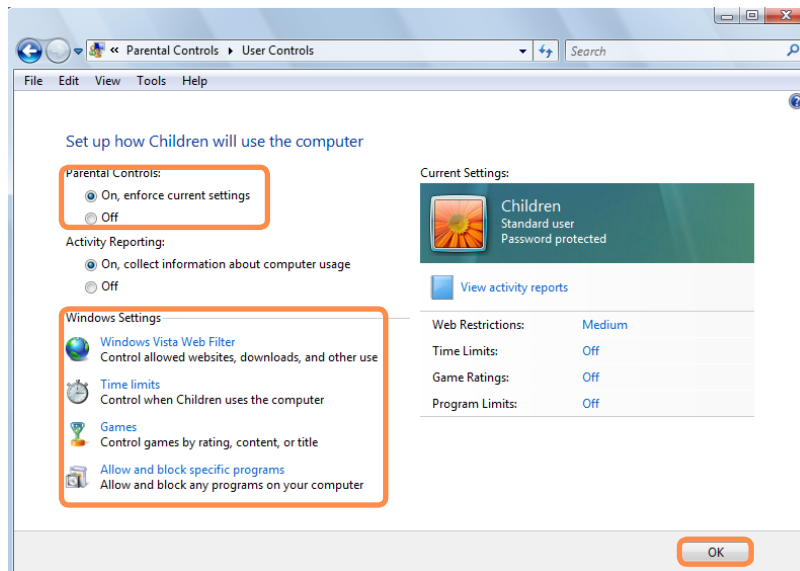 « Parental Controls ▸ User Controls
Search
File Edit View Tools Help
Set up how Children will use the computer
Parental Controls:
On, enforce current settings
Off
Activity Reporting:
On, collect information about computer usage
Off
Windows Settings
Windows Vista Web Filter
Control allowed websites, downloads, and other use
Time limits
Control when Children uses the computer
Games
Control games by rating, content, or title
Allow and block specific programs
Allow and block any programs on your computer
Current Settings:
Children
Standard user
Password protected
View activity reports
Web Restrictions: Medium
Time Limits: Off
Game Ratings: Off
Program Limits: Off
OK